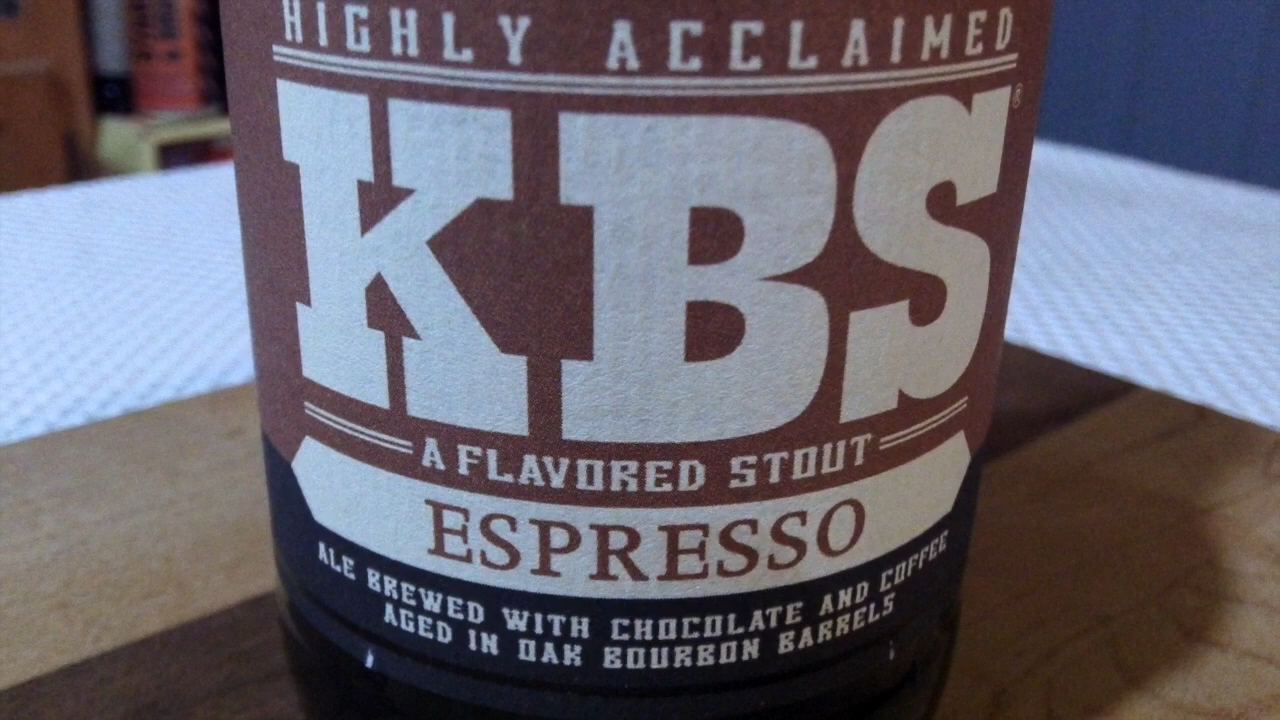 HIGHLY ACCLAIMED
KBS®
A FLAVORED STOUT
ESPRESSO
ALE BREWED WITH CHOCOLATE AND COFFEE
AGED IN OAK BOURBON BARRELS